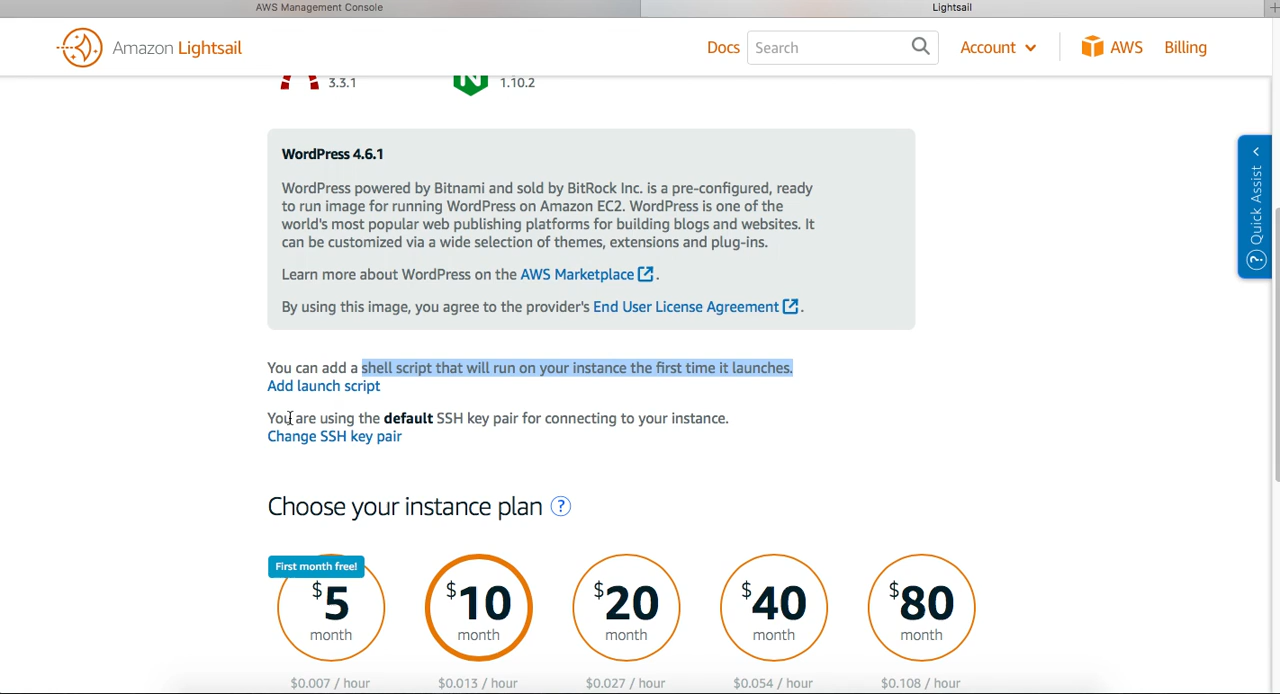 AWS Management Console
Lightsail
Amazon Lightsail
Docs
Search
Account
AWS
Billing
3.3.1
1.10.2
Quick Assist
WordPress 4.6.1
WordPress powered by Bitnami and sold by BitRock Inc. is a pre-configured, ready
to run image for running WordPress on Amazon EC2. WordPress is one of the
world's most popular web publishing platforms for building blogs and websites. It
can be customized via a wide selection of themes, extensions and plug-ins.
Learn more about WordPress on the AWS Marketplace.
By using this image, you agree to the provider's End User License Agreement.
You can add a shell script that will run on your instance the first time it launches.
Add launch script
You are using the default SSH key pair for connecting to your instance.
Change SSH key pair
Choose your instance plan ?
First month free!
$5
month
$0.007 / hour
$10
month
$0.013 / hour
$20
month
$0.027 / hour
$40
month
$0.054 / hour
$80
month
$0.108 / hour